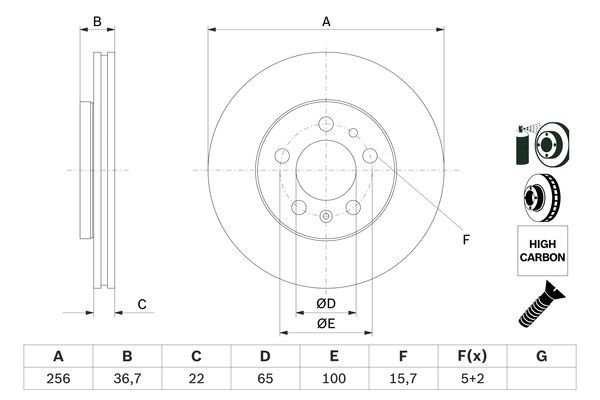 B
A
F
C
ØD
ØE
HIGH
CARBON
A B C D E F F(x) G
256 36,7 22 65 100 15,7 5+2